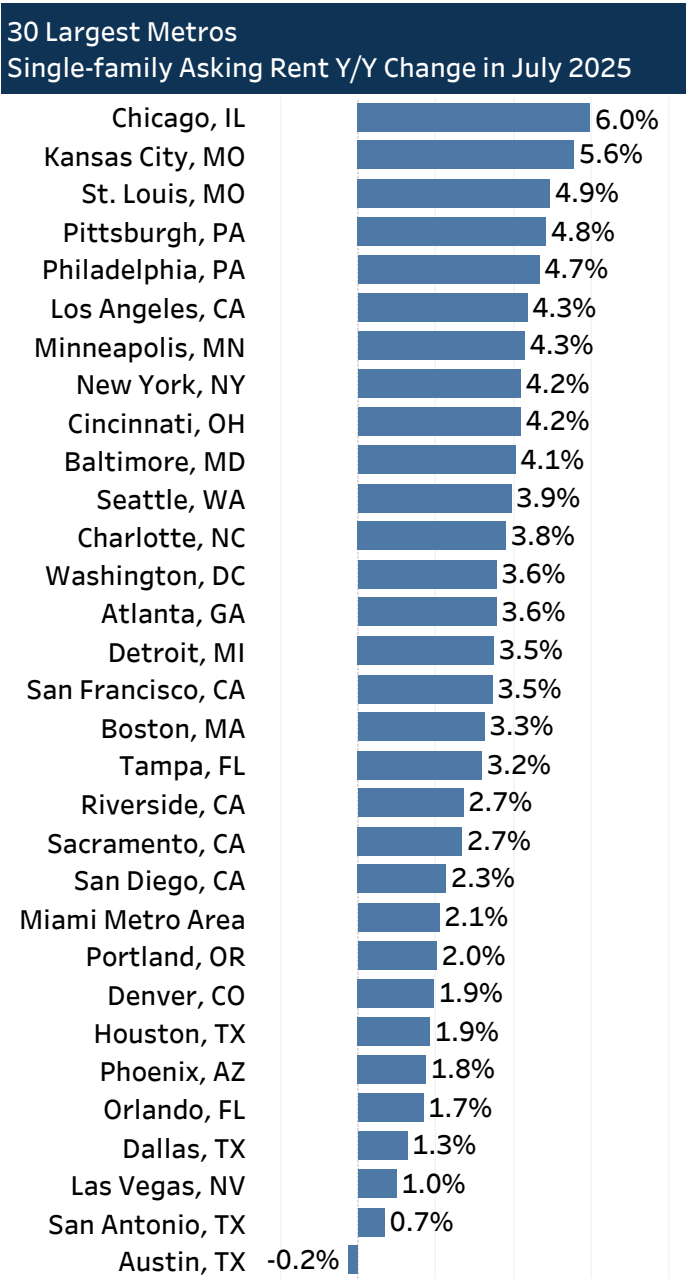 30 Largest Metros
Single-family Asking Rent Y/Y Change in July 2025
Chicago, IL 6.0%
Kansas City, MO 5.6%
St. Louis, MO 4.9%
Pittsburgh, PA 4.8%
Philadelphia, PA 4.7%
Los Angeles, CA 4.3%
Minneapolis, MN 4.3%
New York, NY 4.2%
Cincinnati, OH 4.2%
Baltimore, MD 4.1%
Seattle, WA 3.9%
Charlotte, NC 3.8%
Washington, DC 3.6%
Atlanta, GA 3.6%
Detroit, MI 3.5%
San Francisco, CA 3.5%
Boston, MA 3.3%
Tampa, FL 3.2%
Riverside, CA 2.7%
Sacramento, CA 2.7%
San Diego, CA 2.3%
Miami Metro Area 2.1%
Portland, OR 2.0%
Denver, CO 1.9%
Houston, TX 1.9%
Phoenix, AZ 1.8%
Orlando, FL 1.7%
Dallas, TX 1.3%
Las Vegas, NV 1.0%
San Antonio, TX 0.7%
Austin, TX -0.2%